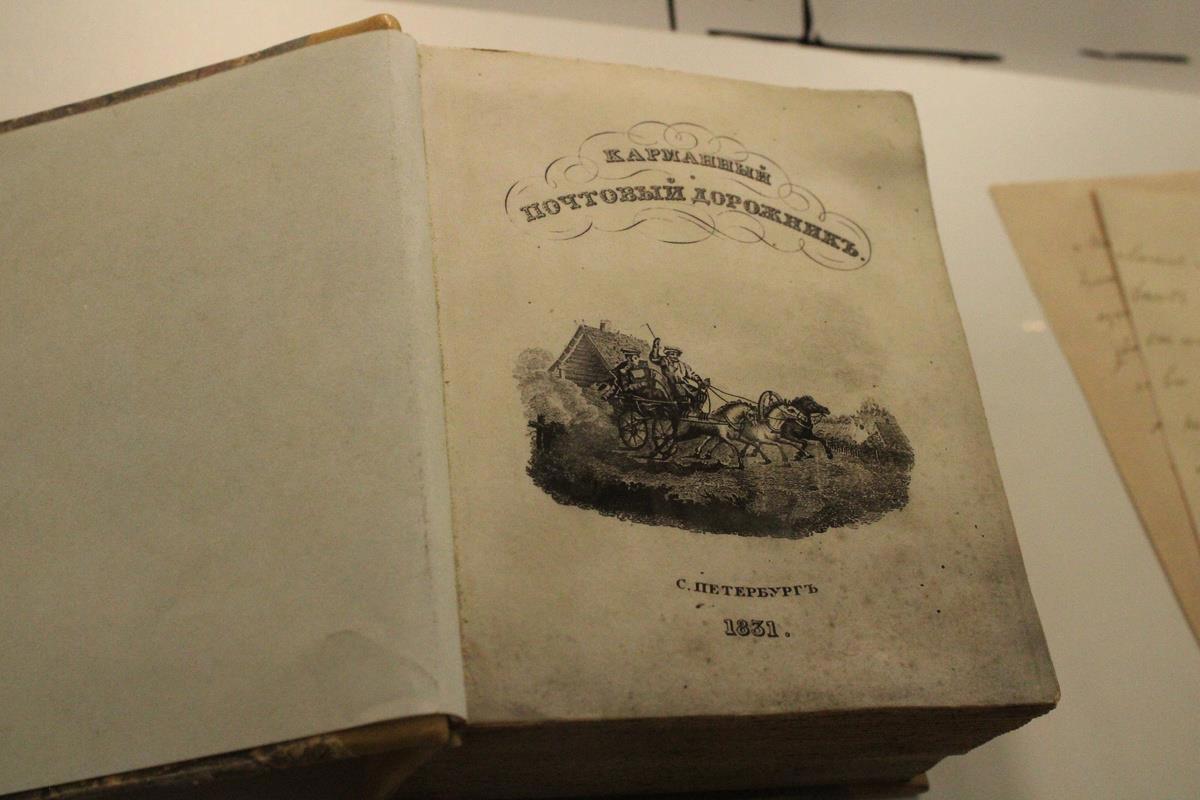 КАРМАННЫЙ
ПОЧТОВЫЙ ДОРОЖНИКЪ.
С. ПЕТЕРБУРГЪ
1831.